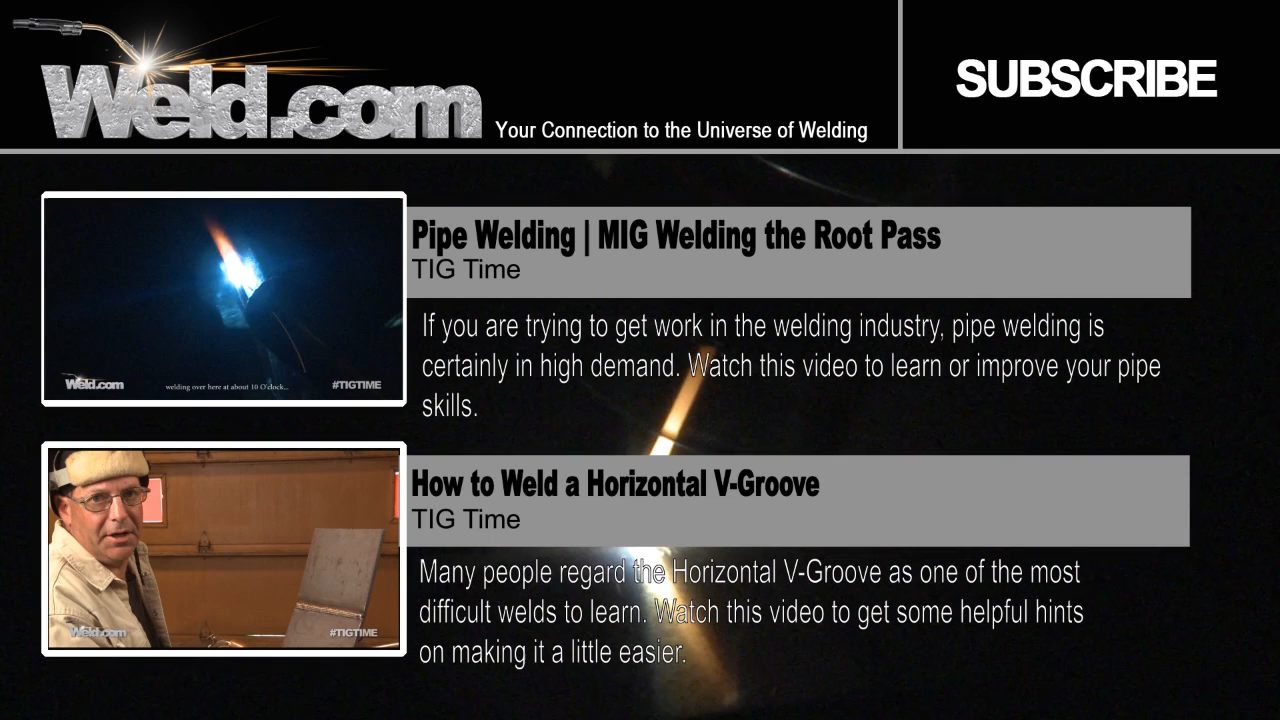 Weld.com
Your Connection to the Universe of Welding
SUBSCRIBE
Pipe Welding | MIG Welding the Root Pass
TIG Time
If you are trying to get work in the welding industry, pipe welding is
certainly in high demand. Watch this video to learn or improve your pipe
skills.
Weld.com
welding over here at about 10 O'clock...
#TIGTIME
How to Weld a Horizontal V-Groove
TIG Time
Many people regard the Horizontal V-Groove as one of the most
difficult welds to learn. Watch this video to get some helpful hints
on making it a little easier.
Weld.com
#TIGTIME